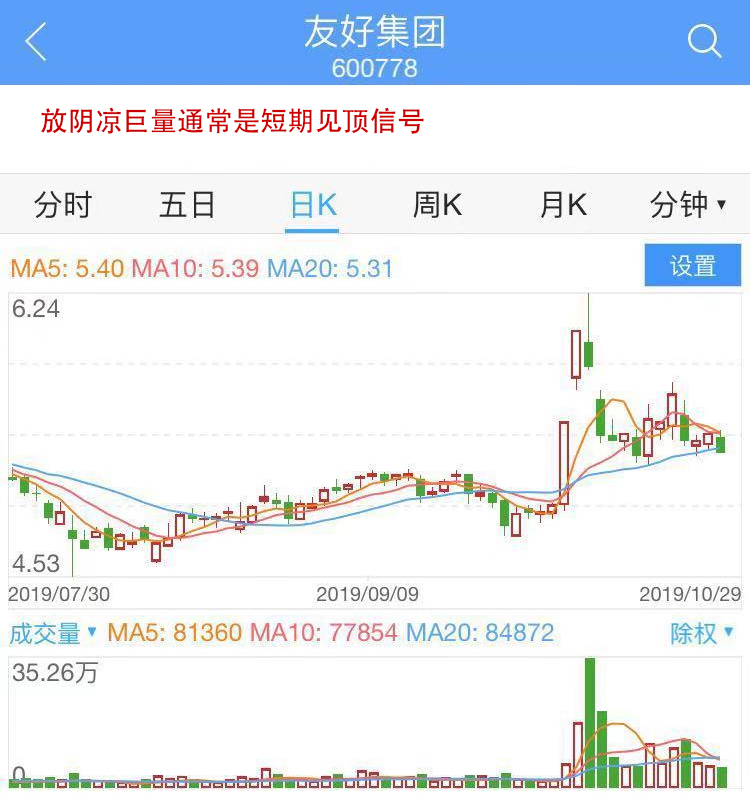 友好集团
600778
放阴凉巨量通常是短期见顶信号
分时 五日 日K 周K 月K 分钟▼
MA5: 5.40 MA10: 5.39 MA20: 5.31 设置
6.24
4.53
2019/07/30 2019/09/09 2019/10/29
成交量▼ MA5: 81360 MA10: 77854 MA20: 84872 除权▼
35.26万
0